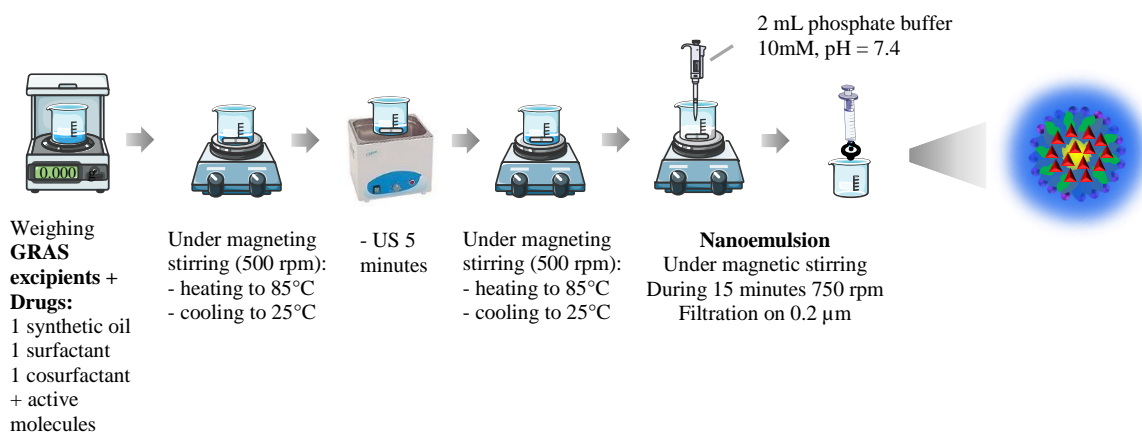 2 mL phosphate buffer
10mM, pH = 7.4
0.000
Weighing
GRAS
excipients +
Drugs:
1 synthetic oil
1 surfactant
1 cosurfactant
+ active
molecules
Under magneting
stirring (500 rpm):
- heating to 85°C
- cooling to 25°C
- US 5
minutes
Under magneting
stirring (500 rpm):
- heating to 85°C
- cooling to 25°C
Nanoemulsion
Under magnetic stirring
During 15 minutes 750 rpm
Filtration on 0.2 µm